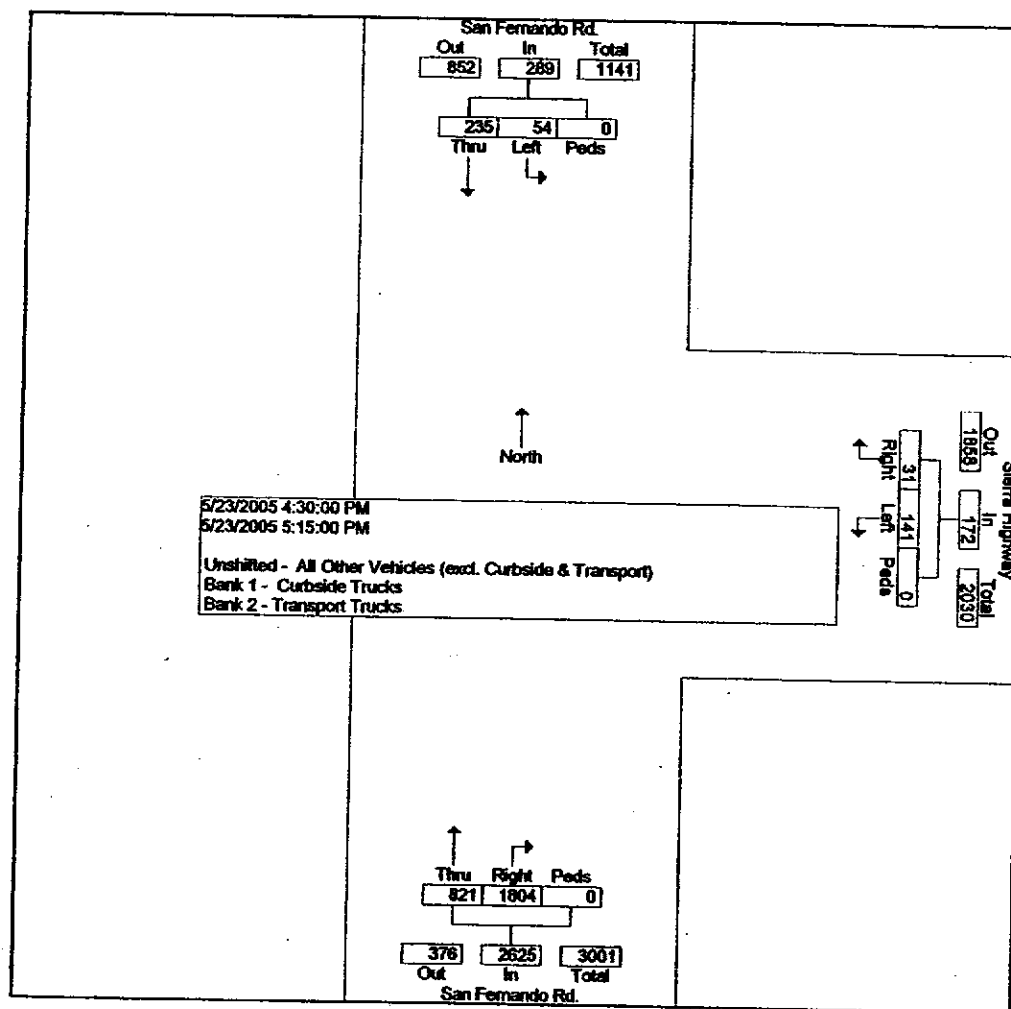 San Fernando Rd.
Out In Total
852 289 1141
235 54 0
Thru Left Peds
North
Sierra Highway
Out In Total
1858 172 2030
31 141 0
Right Left Peds
5/23/2005 4:30:00 PM
5/23/2005 5:15:00 PM
Unshifted - All Other Vehicles (excl. Curbside & Transport)
Bank 1 - Curbside Trucks
Bank 2 - Transport Trucks
Thru Right Peds
821 1804 0
376 2625 3001
Out In Total
San Fernando Rd.